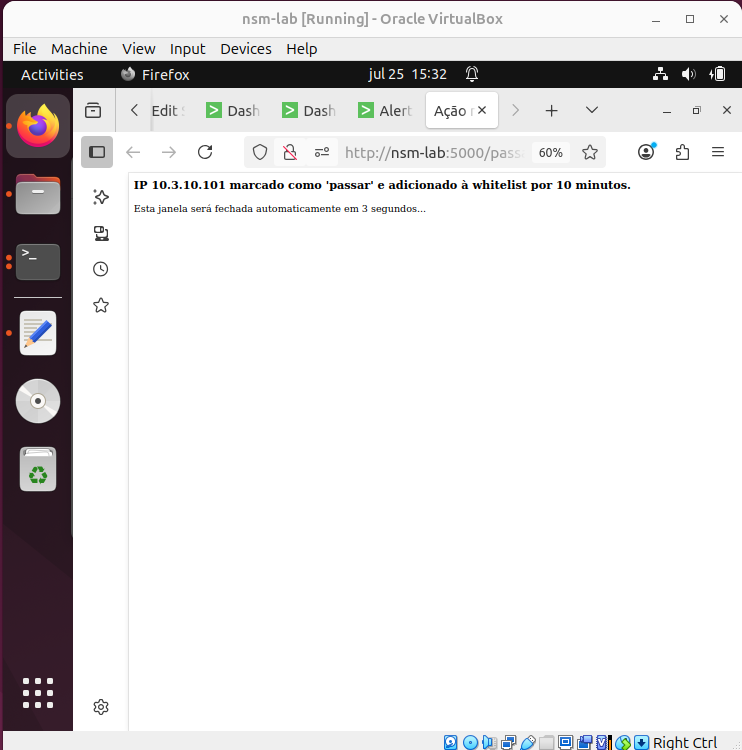 nsm-lab [Running] - Oracle VirtualBox
File Machine View Input Devices Help
Activities Firefox jul 25 15:32
Edit Dash Dash Alert Ação
http://nsm-lab:5000/pass 60%
IP 10.3.10.101 marcado como 'passar' e adicionado à whitelist por 10 minutos.
Esta janela será fechada automaticamente em 3 segundos...
>_
Right Ctrl